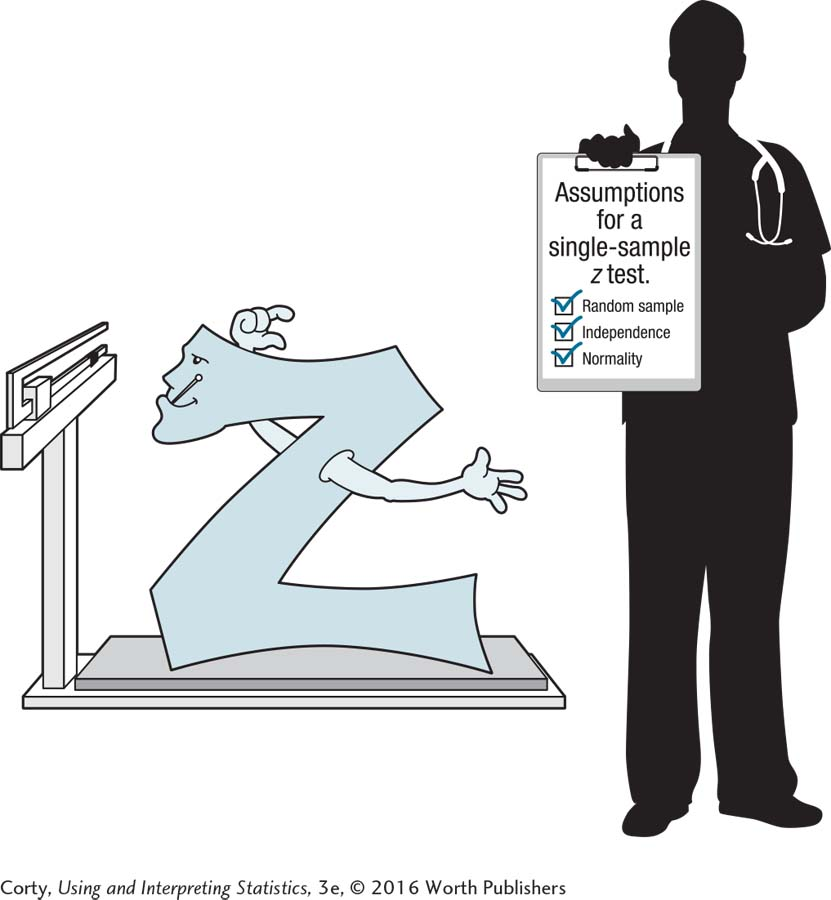 Assumptions
for a
single-sample
z test.
Random sample
Independence
Normality
Corty, Using and Interpreting Statistics, 3e, © 2016 Worth Publishers